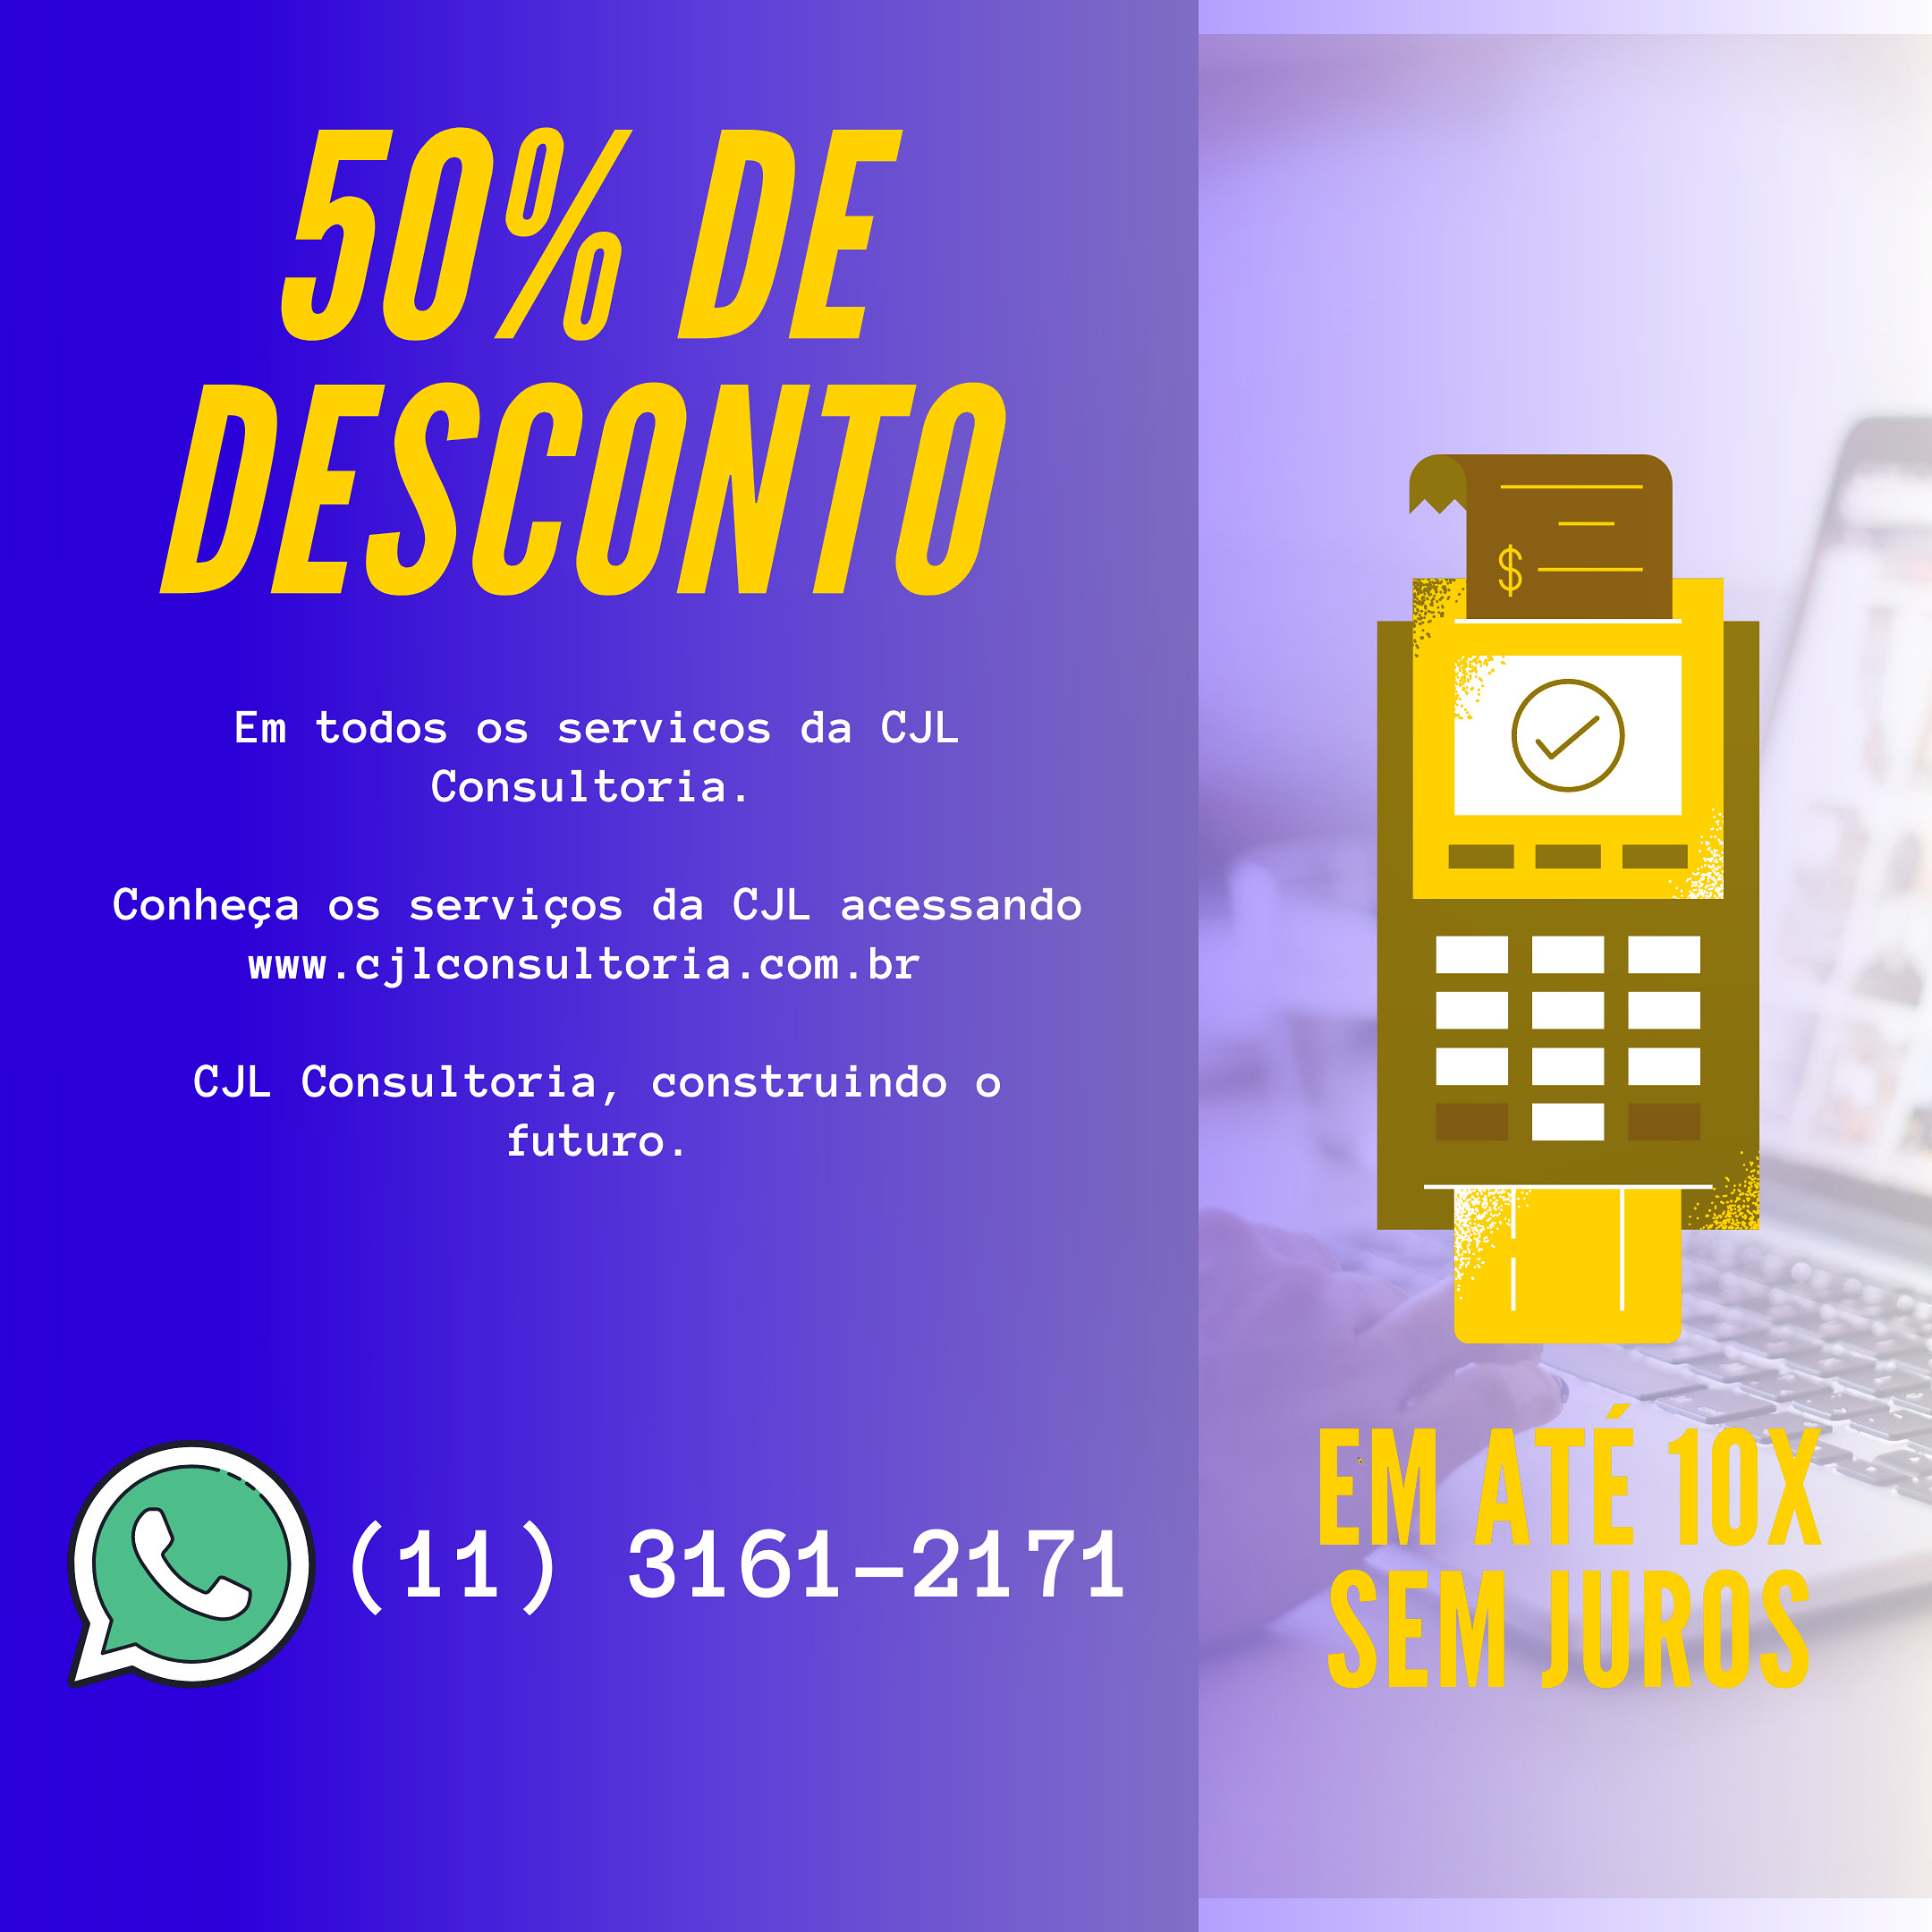 50% DE
DESCONTO
Em todos os servicos da CJL
Consultoria.
Conheça os serviços da CJL acessando
www.cjlconsultoria.com.br
CJL Consultoria, construindo o
futuro.
(11) 3161-2171
$
EM ATÉ 10X
SEM JUROS